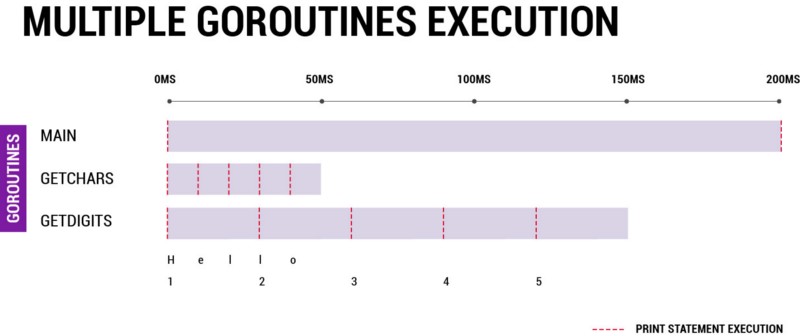 MULTIPLE GOROUTINES EXECUTION
0MS 50MS 100MS 150MS 200MS
GOROUTINES
MAIN
GETCHARS
GETDIGITS
H e l l o
1 2 3 4 5
PRINT STATEMENT EXECUTION